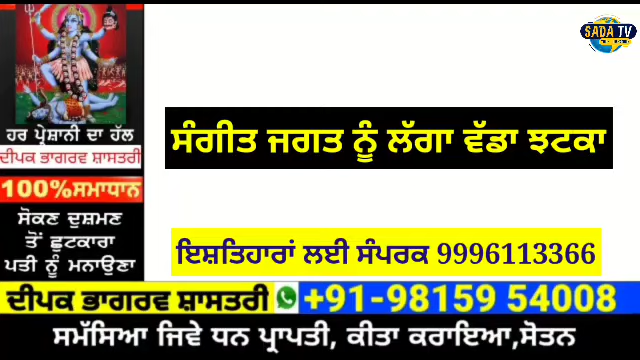 SADA TV
ਹਰ ਪ੍ਰੇਸ਼ਾਨੀ ਦਾ ਹੱਲ
ਦੀਪਕ ਭਾਗਰਵ ਸ਼ਾਸਤਰੀ
100%ਸਮਾਧਾਨ
ਸੋਕਣ ਦੁਸ਼ਮਣ
ਤੋਂ ਛੁਟਕਾਰਾ
ਪਤੀ ਨੂੰ ਮਨਾਉਣਾ
ਸੰਗੀਤ ਜਗਤ ਨੂੰ ਲੱਗਾ ਵੱਡਾ ਝਟਕਾ
ਇਸ਼ਤਿਹਾਰਾਂ ਲਈ ਸੰਪਰਕ 9996113366
ਦੀਪਕ ਭਾਗਰਵ ਸ਼ਾਸਤਰੀ +91-98159 54008
ਸਮੱਸਿਆ ਜਿਵੇ ਧਨ ਪ੍ਰਾਪਤੀ, ਕੀਤਾ ਕਰਾਇਆ,ਸੋਤਨ